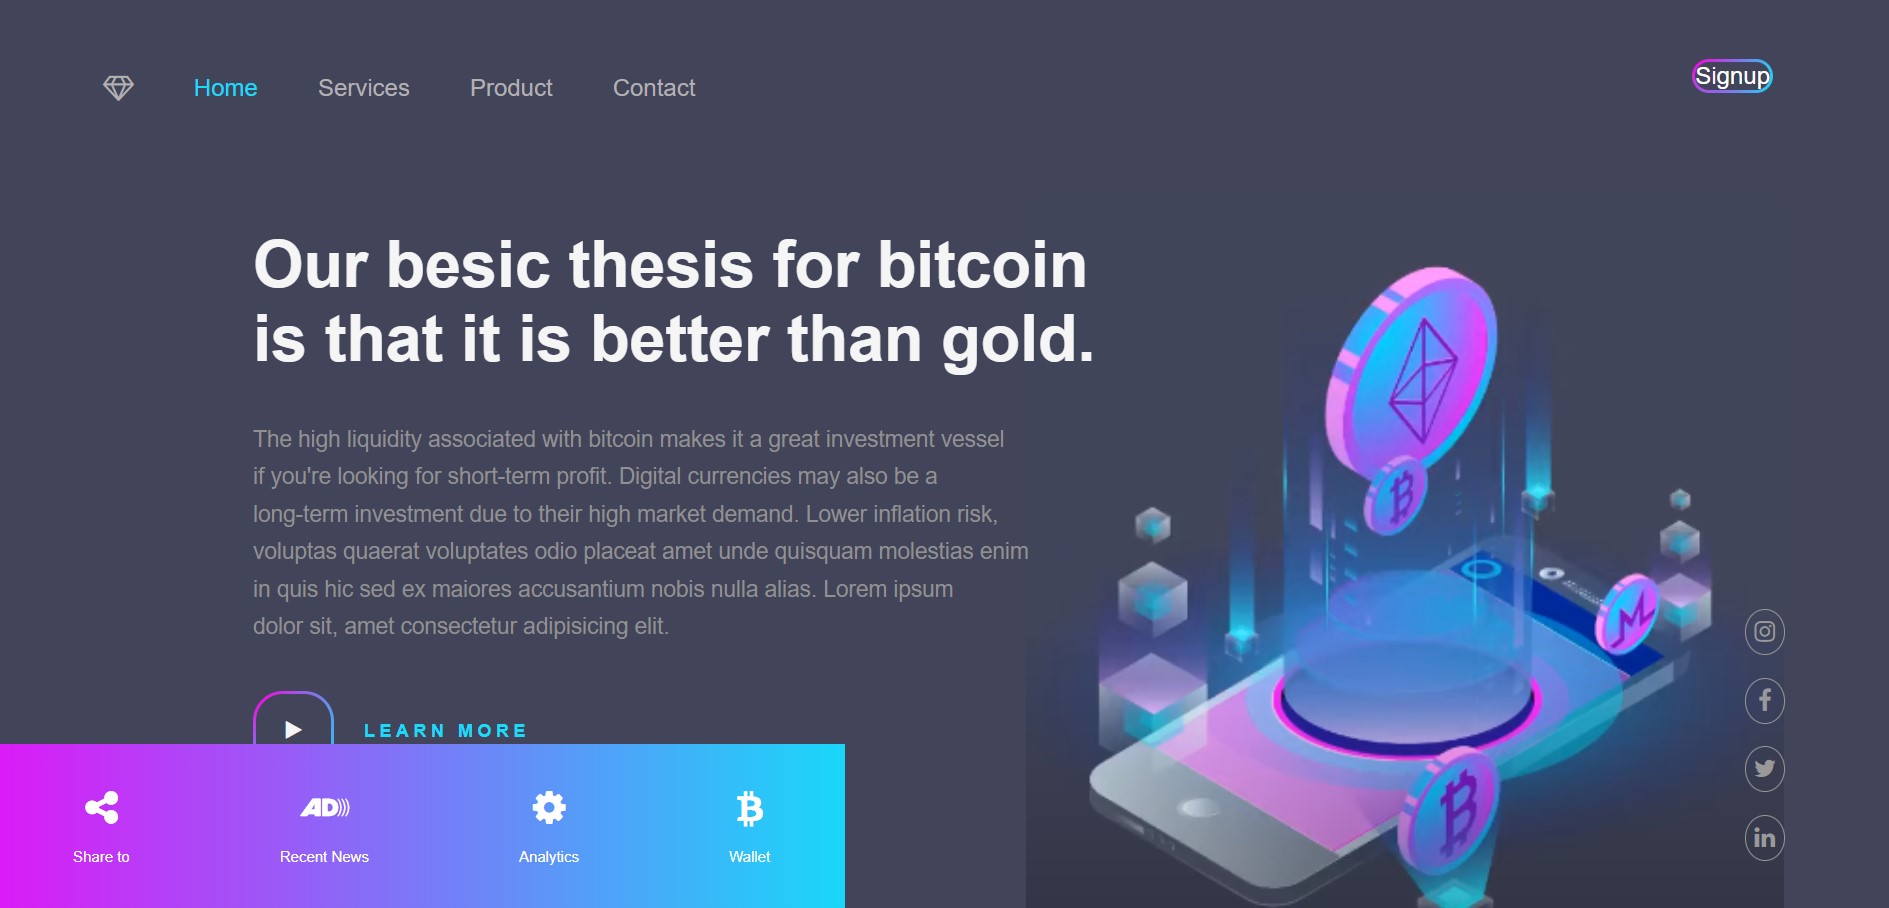 Home Services Product Contact Signup
Our besic thesis for bitcoin
is that it is better than gold.
The high liquidity associated with bitcoin makes it a great investment vessel
if you're looking for short-term profit. Digital currencies may also be a
long-term investment due to their high market demand. Lower inflation risk,
voluptas quaerat voluptates odio placeat amet unde quisquam molestias enim
in quis hic sed ex maiores accusantium nobis nulla alias. Lorem ipsum
dolor sit, amet consectetur adipisicing elit.
LEARN MORE
AD
Share to Recent News Analytics Wallet